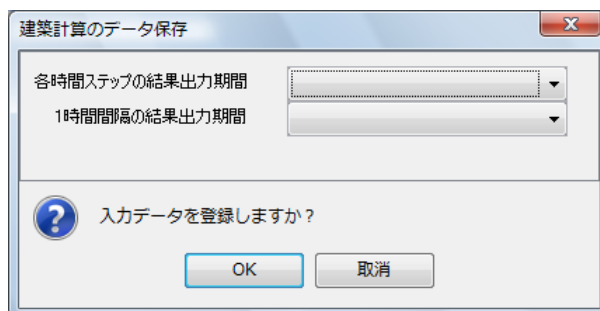 建築計算のデータ保存
各時間ステップの結果出力期間
1時間間隔の結果出力期間
入力データを登録しますか？
OK
取消